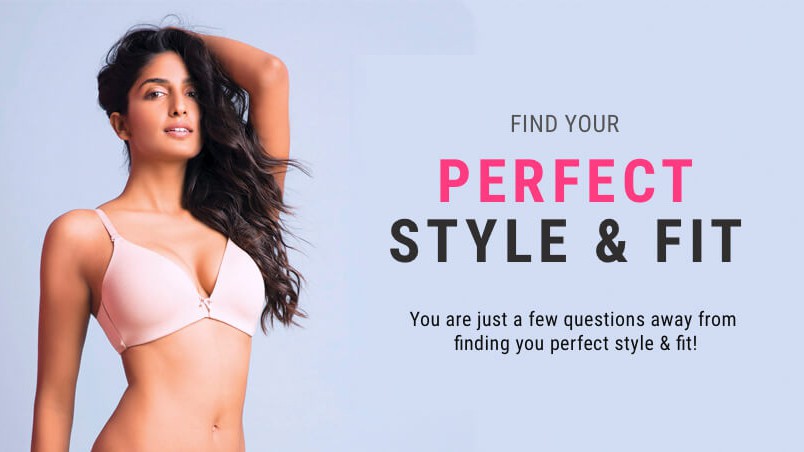 FIND YOUR
PERFECT
STYLE & FIT
You are just a few questions away from
finding you perfect style & fit!